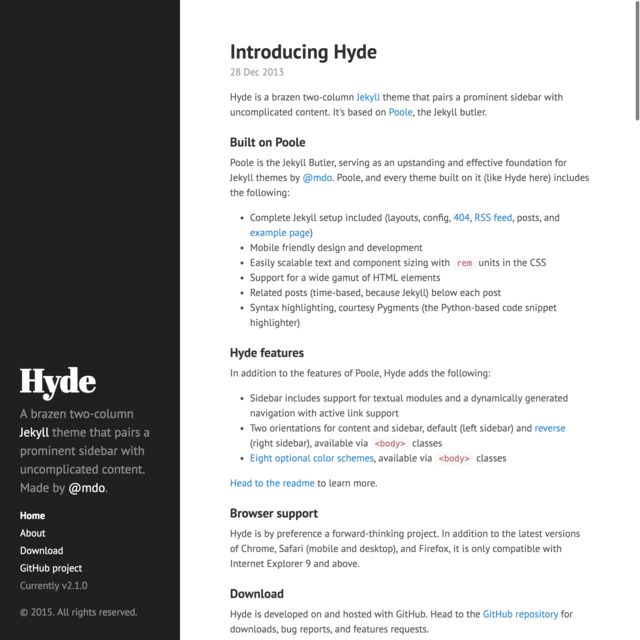 Hyde
A brazen two-column
Jekyll theme that pairs a
prominent sidebar with
uncomplicated content.
Made by @mdo.
Home
About
Download
GitHub project
Currently v2.1.0
© 2015. All rights reserved.
Introducing Hyde
28 Dec 2013
Hyde is a brazen two-column Jekyll theme that pairs a prominent sidebar with
uncomplicated content. It's based on Poole, the Jekyll butler.
Built on Poole
Poole is the Jekyll Butler, serving as an upstanding and effective foundation for
Jekyll themes by @mdo. Poole, and every theme built on it (like Hyde here) includes
the following:
• Complete Jekyll setup included (layouts, config, 404, RSS feed, posts, and
example page)
• Mobile friendly design and development
• Easily scalable text and component sizing with rem units in the CSS
• Support for a wide gamut of HTML elements
• Related posts (time-based, because Jekyll) below each post
• Syntax highlighting, courtesy Pygments (the Python-based code snippet
highlighter)
Hyde features
In addition to the features of Poole, Hyde adds the following:
• Sidebar includes support for textual modules and a dynamically generated
navigation with active link support
• Two orientations for content and sidebar, default (left sidebar) and reverse
(right sidebar), available via <body> classes
• Eight optional color schemes, available via <body> classes
Head to the readme to learn more.
Browser support
Hyde is by preference a forward-thinking project. In addition to the latest versions
of Chrome, Safari (mobile and desktop), and Firefox, it is only compatible with
Internet Explorer 9 and above.
Download
Hyde is developed on and hosted with GitHub. Head to the GitHub repository for
downloads, bug reports, and features requests.